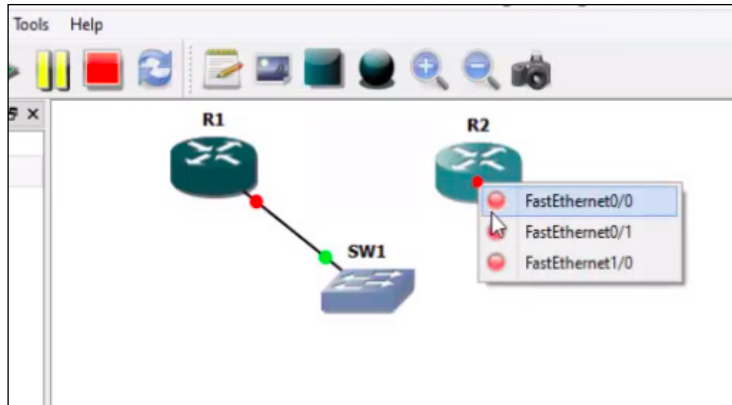 Tools Help
R1
R2
FastEthernet0/0
FastEthernet0/1
FastEthernet1/0
SW1